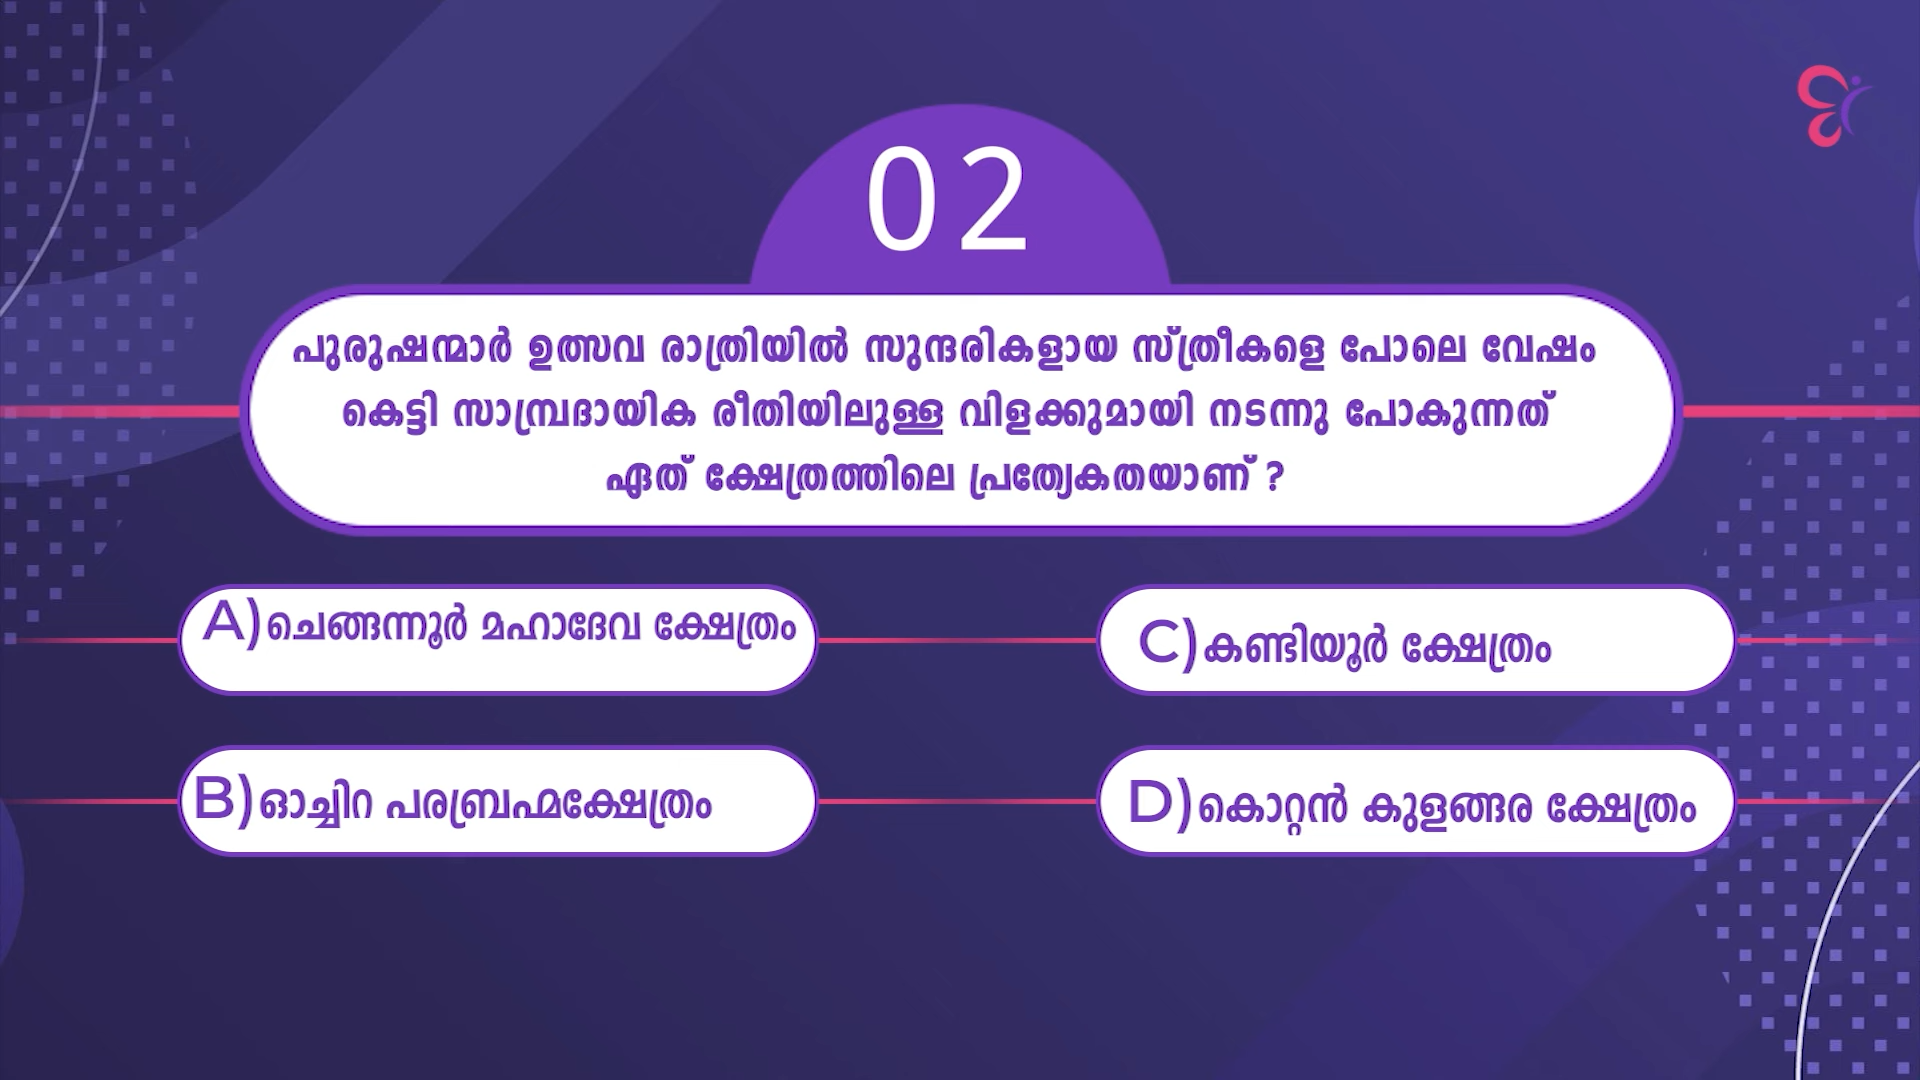 02
പുരുഷന്മാർ ഉത്സവ രാത്രിയിൽ സുന്ദരികളായ സ്ത്രീകളെ പോലെ വേഷം
കെട്ടി സാമ്പ്രദായിക രീതിയിലുള്ള വിളക്കുമായി നടന്നു പോകുന്നത്
ഏത് ക്ഷേത്രത്തിലെ പ്രത്യേകതയാണ് ?
A)ചെങ്ങന്നൂർ മഹാദേവ ക്ഷേത്രം
B)ഓച്ചിറ പരബ്രഹ്മക്ഷേത്രം
C)കണ്ടിയൂർ ക്ഷേത്രം
D)കൊറ്റൻ കുളങ്ങര ക്ഷേത്രം